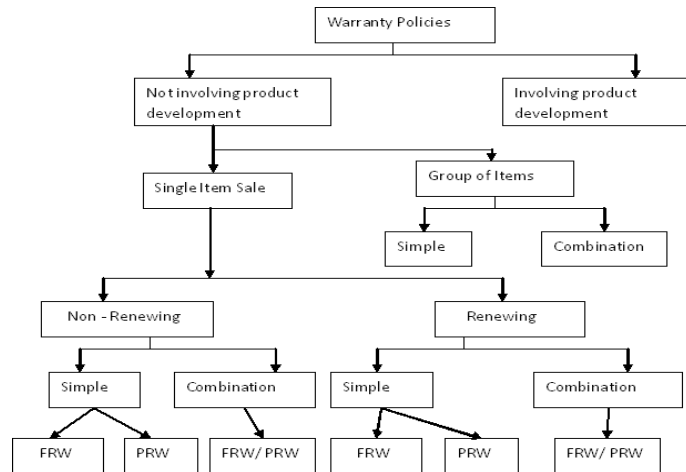 Warranty Policies
Not involving product
development
Involving product
development
Single Item Sale
Group of Items
Simple
Combination
Non - Renewing
Renewing
Simple
Combination
Simple
Combination
FRW
PRW
FRW/ PRW
FRW
PRW
FRW/ PRW